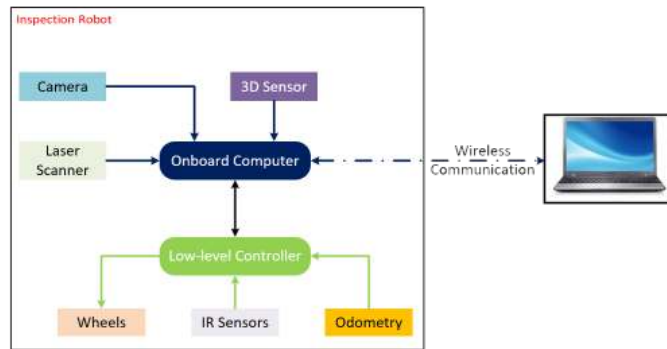 Inspection Robot
Camera
3D Sensor
Laser
Scanner
Onboard Computer
Wireless
Communication
Low-level Controller
Wheels
IR Sensors
Odometry